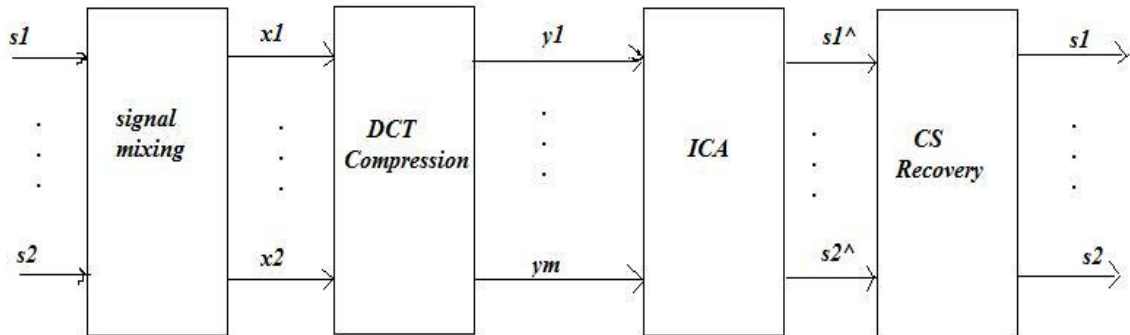 s1
x1
y1
s1^
s1
signal
mixing
DCT
Compression
ICA
CS
Recovery
s2
x2
ym
s2^
s2